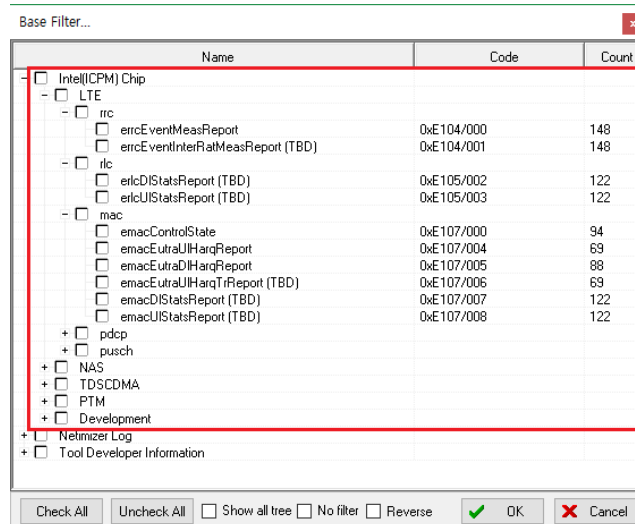 Base Filter...
Name Code Count
Intel(ICPM) Chip
LTE
rrc
errcEventMeasReport 0xE104/000 148
errcEventInterRatMeasReport (TBD) 0xE104/001 148
rlc
erlcDlStatsReport (TBD) 0xE105/002 122
erlcUlStatsReport (TBD) 0xE105/003 122
mac
emacControlState 0xE107/000 94
emacEutraUlHarqReport 0xE107/004 69
emacEutraDlHarqReport 0xE107/005 88
emacEutraUlHarqTrReport (TBD) 0xE107/006 69
emacDlStatsReport (TBD) 0xE107/007 122
emacUlStatsReport (TBD) 0xE107/008 122
pdcp
pusch
NAS
TDSCDMA
PTM
Development
Netimizer Log
Tool Developer Information
Check All Uncheck All Show all tree No filter Reverse OK Cancel